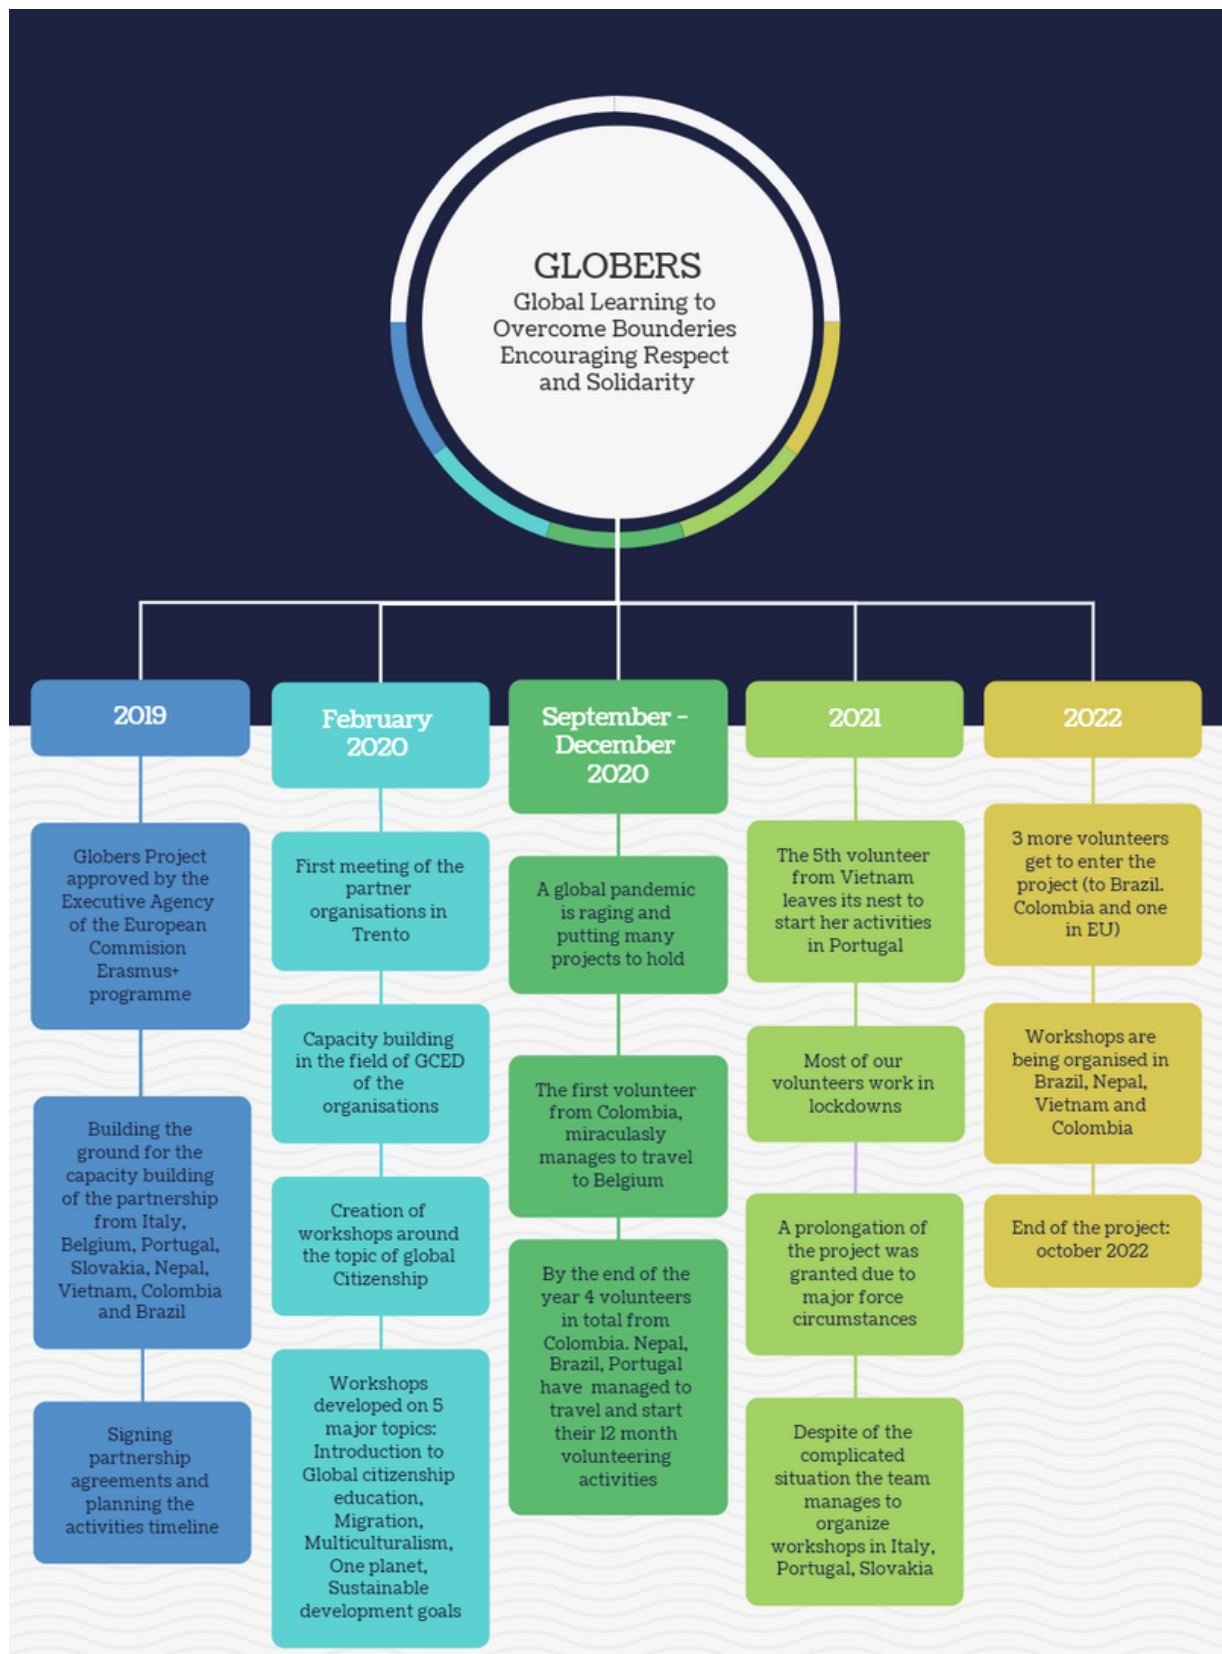 GLOBERS
Global Learning to
Overcome Bounderies
Encouraging Respect
and Solidarity
2019
Globers Project
approved by the
Executive Agency
of the European
Commision
Erasmus+
programme
Building the
ground for the
capacity building
of the partnership
from Italy,
Belgium, Portugal,
Slovakia, Nepal,
Vietnam, Colombia
and Brazil
Signing
partnership
agreements and
planning the
activities timeline
February
2020
First meeting of the
partner
organisations in
Trento
Capacity building
in the field of GCED
of the
organisations
Creation of
workshops around
the topic of global
Citizenship
Workshops
developed on 5
major topics:
Introduction to
Global citizenship
education,
Migration,
Multiculturalism,
One planet,
Sustainable
development goals
September -
December
2020
A global pandemic
is raging and
putting many
projects to hold
The first volunteer
from Colombia,
miraculasly
manages to travel
to Belgium
By the end of the
year 4 volunteers
in total from
Colombia. Nepal,
Brazil, Portugal
have managed to
travel and start
their 12 month
volunteering
activities
2021
The 5th volunteer
from Vietnam
leaves its nest to
start her activities
in Portugal
Most of our
volunteers work in
lockdowns
A prolongation of
the project was
granted due to
major force
circumstances
Despite of the
complicated
situation the team
manages to
organize
workshops in Italy,
Portugal, Slovakia
2022
3 more volunteers
get to enter the
project (to Brazil.
Colombia and one
in EU)
Workshops are
being organised in
Brazil, Nepal,
Vietnam and
Colombia
End of the project:
october 2022